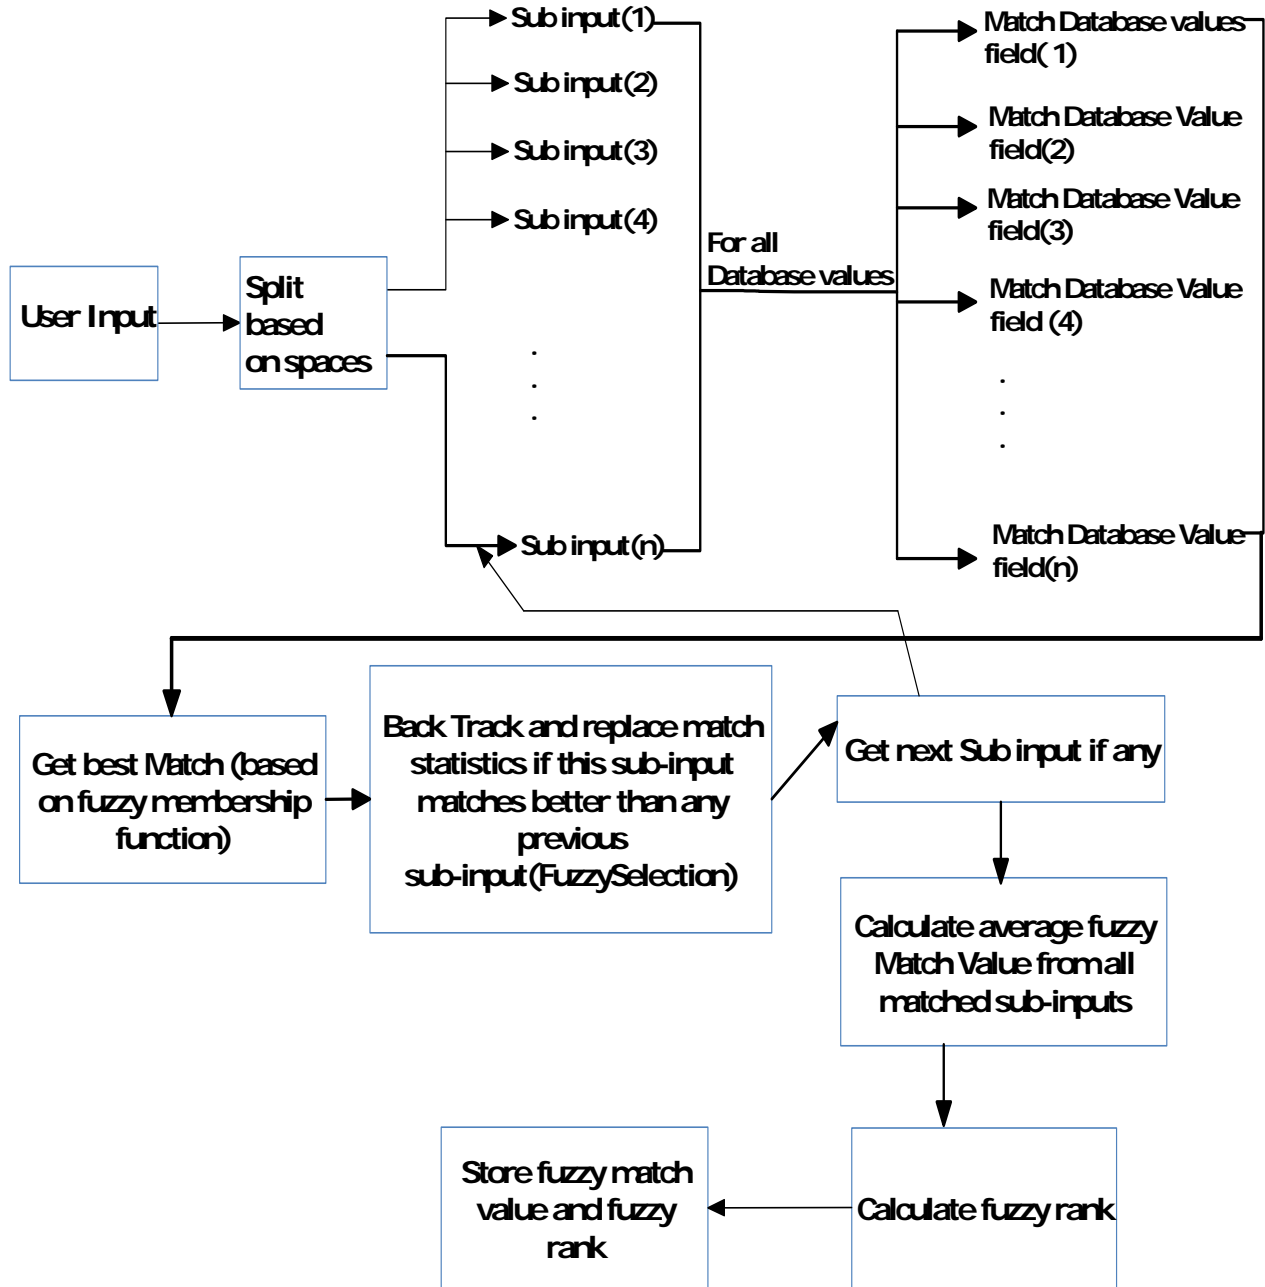 Sub input(1)
Sub input(2)
Sub input(3)
Sub input(4)
.
.
.
Sub input(n)
Match Database values
field( 1)
Match Database Value
field(2)
Match Database Value
field(3)
Match Database Value
field (4)
.
.
.
Match Database Value
field(n)
For all
Database values
User Input
Split
based
on spaces
Get best Match (based
on fuzzy membership
function)
Back Track and replace match
statistics if this sub-input
matches better than any
previous
sub-input(FuzzySelection)
Get next Sub input if any
Calculate average fuzzy
Match Value from all
matched sub-inputs
Store fuzzy match
value and fuzzy
rank
Calculate fuzzy rank